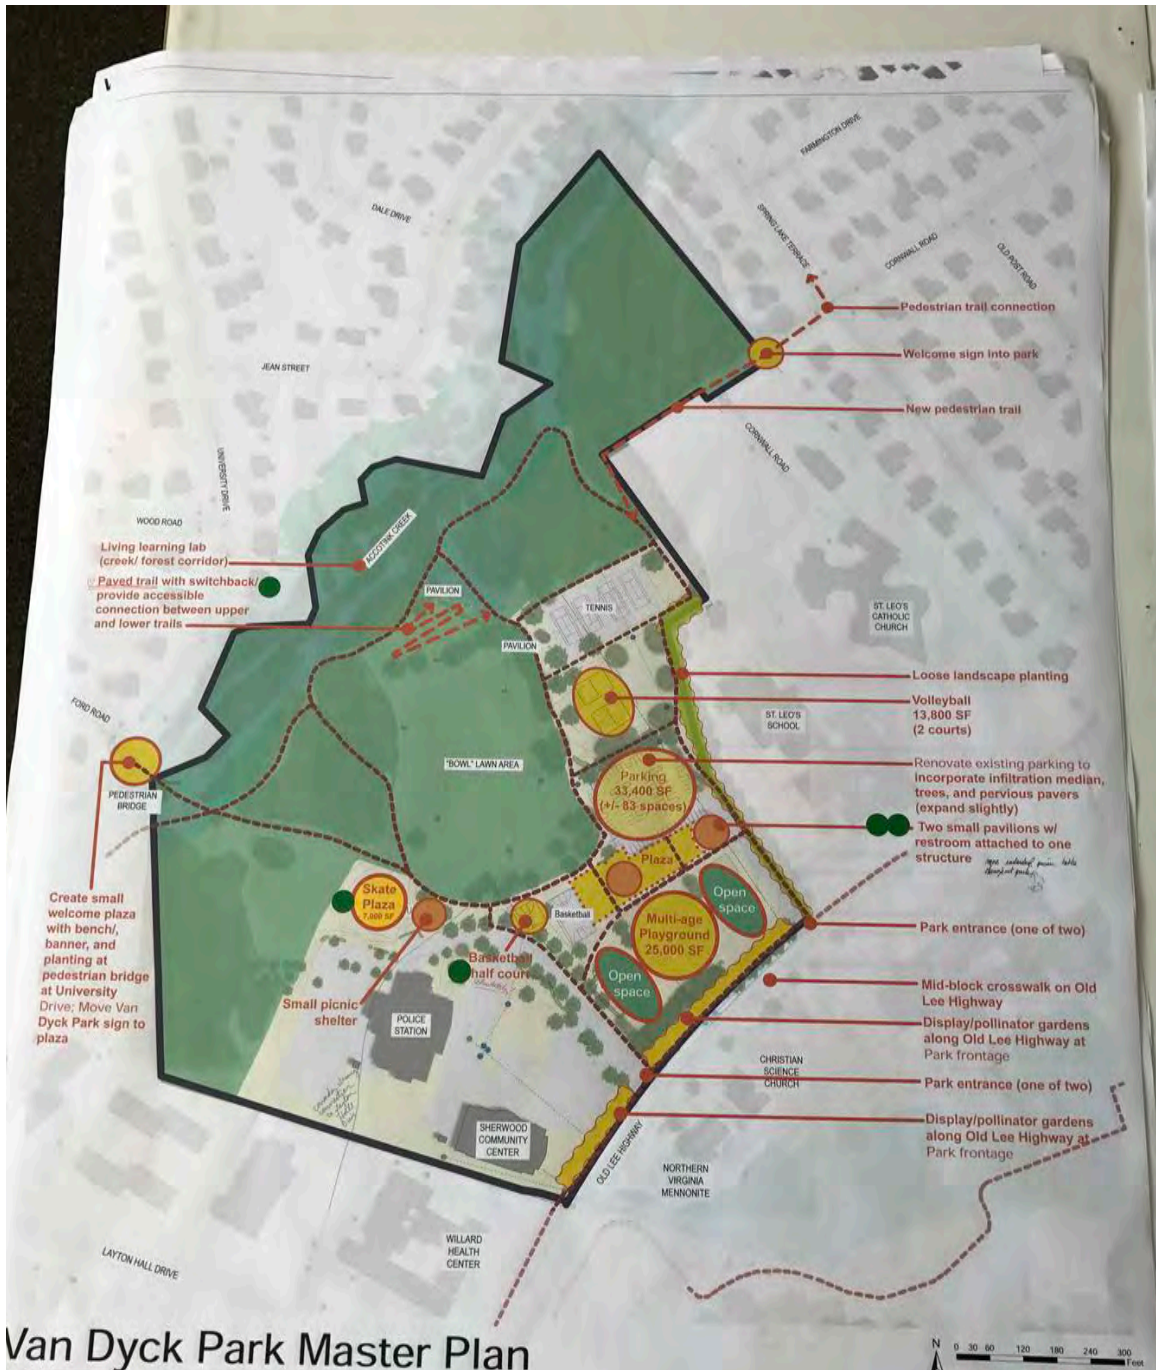 FARMINGTON DRIVE
DALE DRIVE
SPRING LAKE TERRACE
CORNWALL ROAD
OLD POST ROAD
Pedestrian trail connection
Welcome sign into park
JEAN STREET
New pedestrian trail
CORNWALL ROAD
UNIVERSITY DRIVE
WOOD ROAD
ACCOTINK CREEK
Living learning lab
(creek/ forest corridor)
Paved trail with switchback/
provide accessible
connection between upper
and lower trails
PAVILION
TENNIS
ST. LEO'S
CATHOLIC
CHURCH
PAVILION
Loose landscape planting
FORD ROAD
Volleyball
13,800 SF
(2 courts)
ST. LEO'S
SCHOOL
"BOWL" LAWN AREA
Renovate existing parking to
incorporate infiltration median,
trees, and pervious pavers
(expand slightly)
Parking
33,400 SF
(+/- 83 spaces)
PEDESTRIAN
BRIDGE
Two small pavilions w/
restroom attached to one
structure
Plaza
Create small
welcome plaza
with bench/,
banner, and
planting at
pedestrian bridge
at University
Drive; Move Van
Dyck Park sign to
plaza
Skate
Plaza
7,500 SF
Basketball
Open
space
Multi-age
Playground
25,000 SF
Park entrance (one of two)
Basketball
half court
Open
space
Mid-block crosswalk on Old
Lee Highway
Small picnic
shelter
POLICE
STATION
Display/pollinator gardens
along Old Lee Highway at
Park frontage
CHRISTIAN
SCIENCE
CHURCH
Park entrance (one of two)
SHERWOOD
COMMUNITY
CENTER
Display/pollinator gardens
along Old Lee Highway at
Park frontage
OLD LEE HIGHWAY
NORTHERN
VIRGINIA
MENNONITE
WILLARD
HEALTH
CENTER
LAYTON HALL DRIVE
Van Dyck Park Master Plan
N
0 30 60 120 180 240 300
Feet